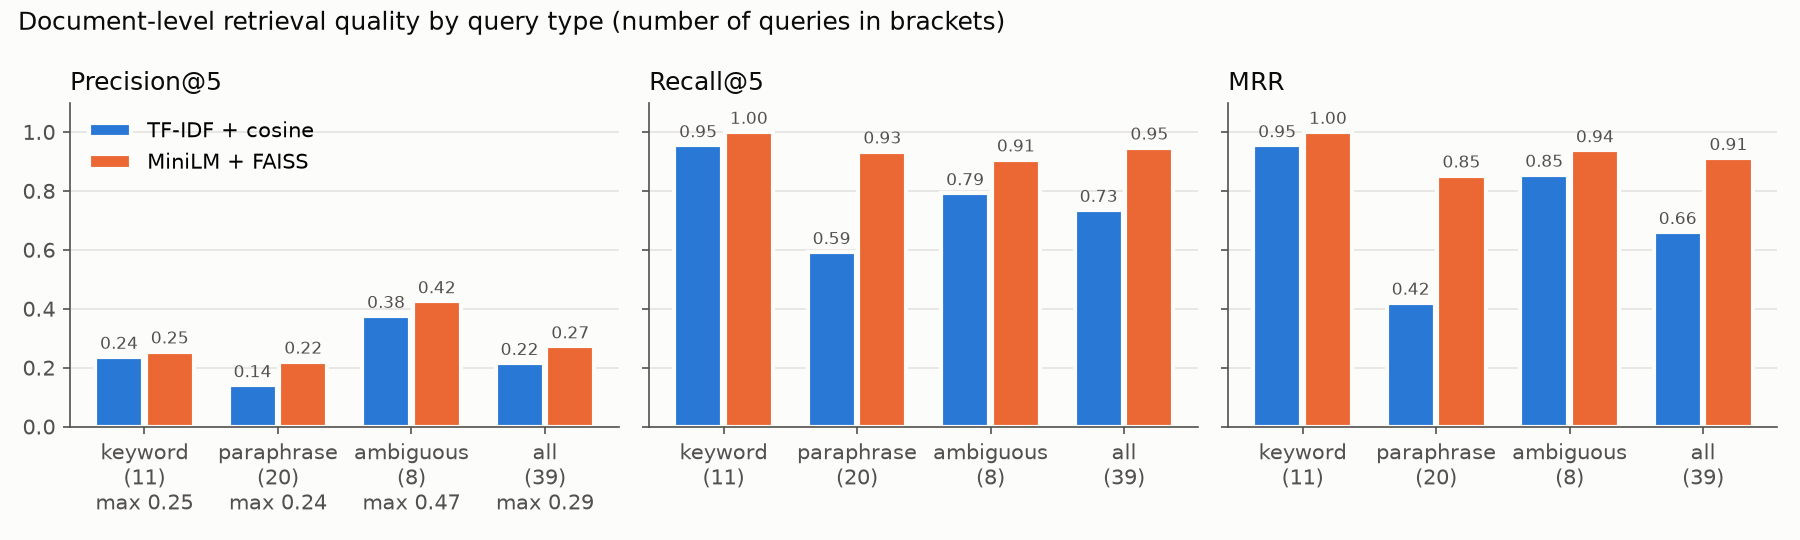 Document-level retrieval quality by query type (number of queries in brackets)
Precision@5
TF-IDF + cosine
MiniLM + FAISS
1.0
0.8
0.6
0.4
0.2
0.0
0.24 0.25 0.14 0.22 0.38 0.42 0.22 0.27
keyword paraphrase ambiguous all
(11) (20) (8) (39)
max 0.25 max 0.24 max 0.47 max 0.29
Recall@5
0.95 1.00 0.59 0.93 0.79 0.91 0.73 0.95
keyword paraphrase ambiguous all
(11) (20) (8) (39)
MRR
0.95 1.00 0.42 0.85 0.85 0.94 0.66 0.91
keyword paraphrase ambiguous all
(11) (20) (8) (39)